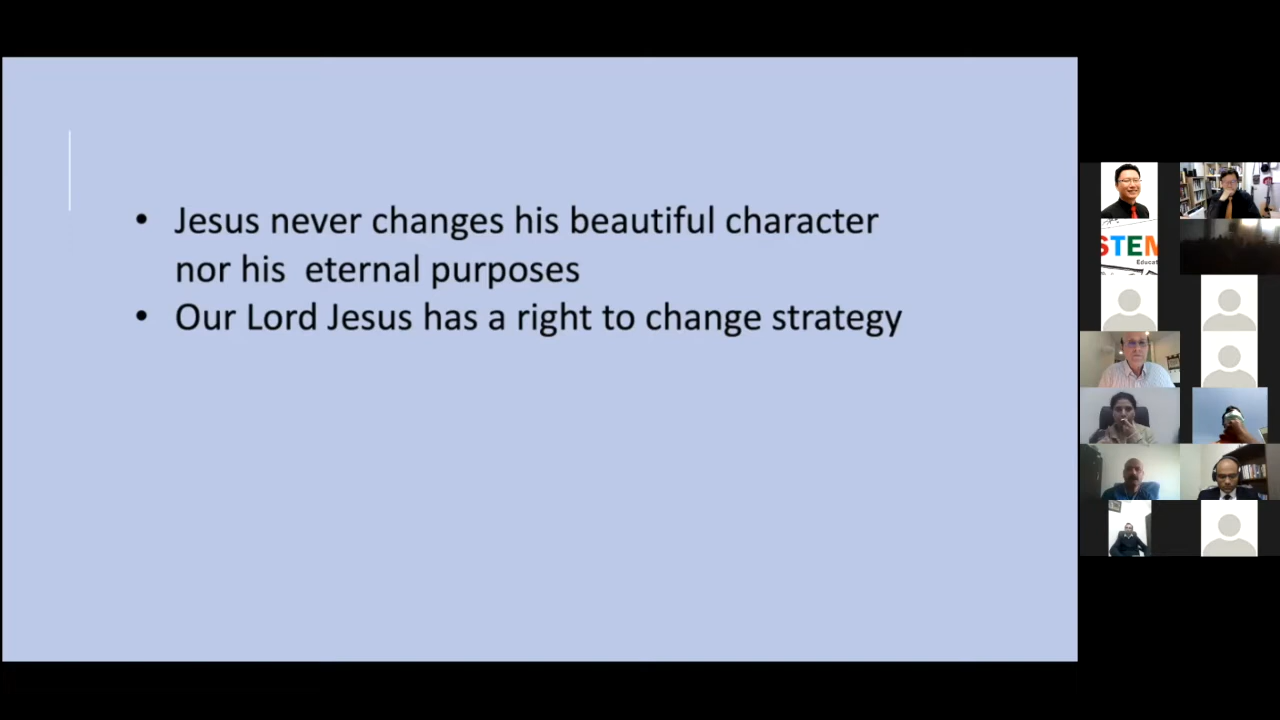 • Jesus never changes his beautiful character
nor his  eternal purposes
• Our Lord Jesus has a right to change strategy
STEM
Educat